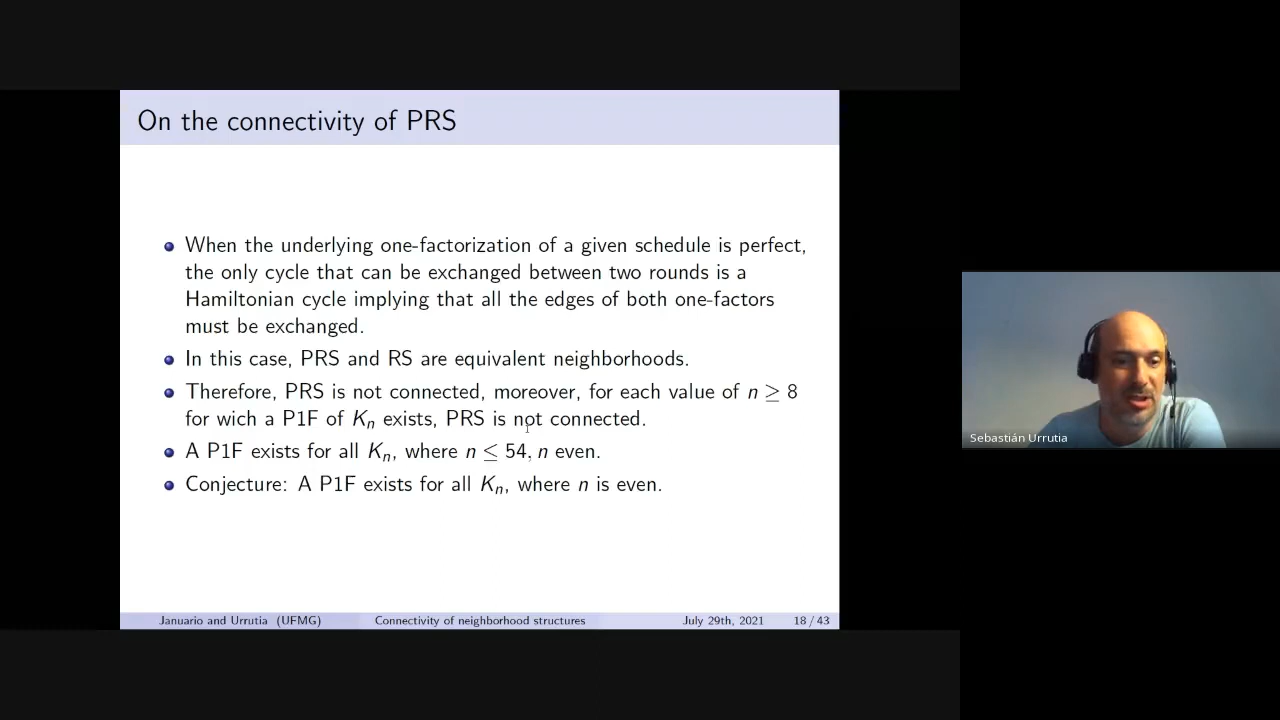 On the connectivity of PRS
When the underlying one-factorization of a given schedule is perfect,
the only cycle that can be exchanged between two rounds is a
Hamiltonian cycle implying that all the edges of both one-factors
must be exchanged.
In this case, PRS and RS are equivalent neighborhoods.
Therefore, PRS is not connected, moreover, for each value of n ≥ 8
for wich a P1F of Kn exists, PRS is not connected.
A P1F exists for all Kn, where n ≤ 54, n even.
Conjecture: A P1F exists for all Kn, where n is even.
Januario and Urrutia (UFMG) Connectivity of neighborhood structures July 29th, 2021 18 / 43
Sebastián Urrutia